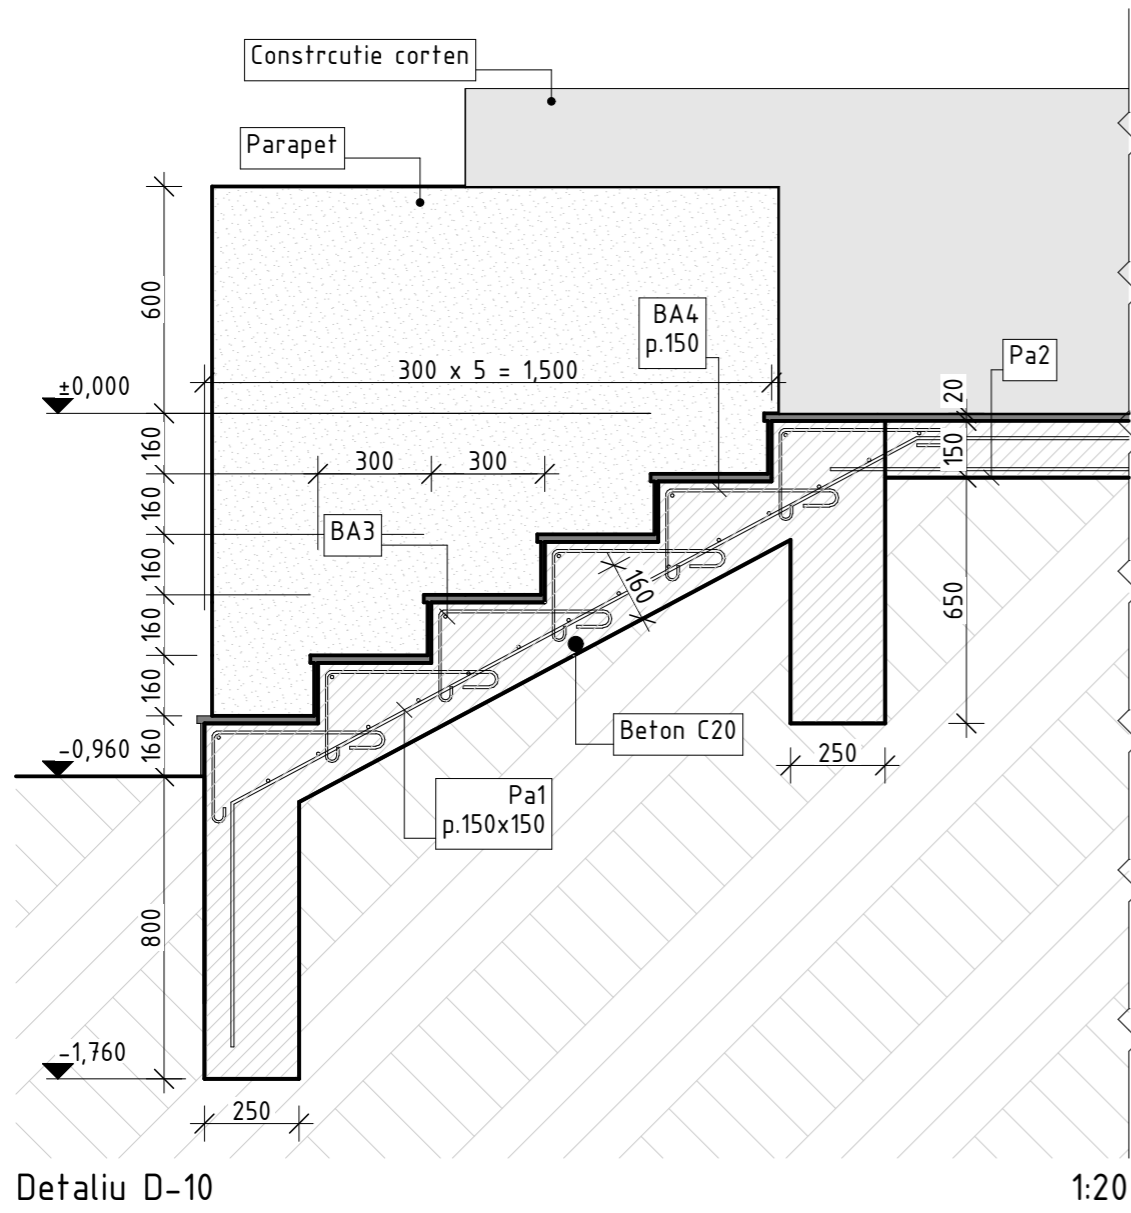 Constrcutie corten
Parapet
600
BA4
p.150
Pa2
300 x 5 = 1,500
±0,000
20
160
300
300
150
160
BA3
160
160
650
160
160
-0,960
160
Beton C20
250
Pa1
p.150x150
800
-1,760
250
Detaliu D-10
1:20